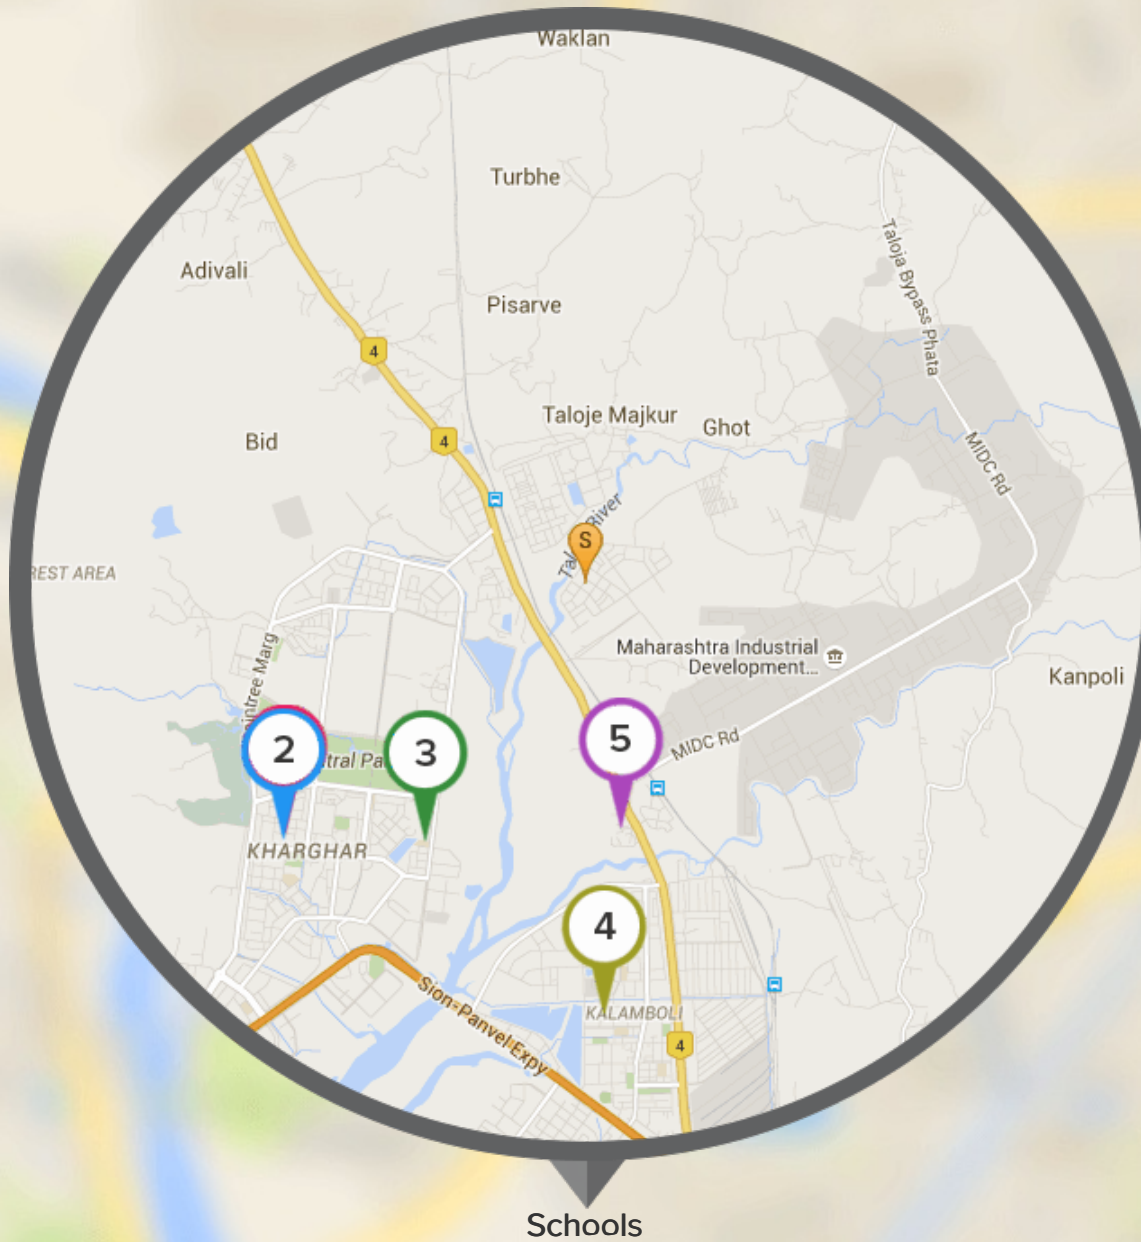 Waklan
Turbhe
Taloja Bypass Phata
Adivali
Pisarve
4
Taloje Majkur
Ghot
4
Bid
MIDC Rd
River
S
REST AREA
Maharashtra Industrial
Development...
Kanpoli
MIDC Rd
2
3
5
KHARGHAR
4
Sion-Panvel Expy
KALAMBOLI
4
Schools